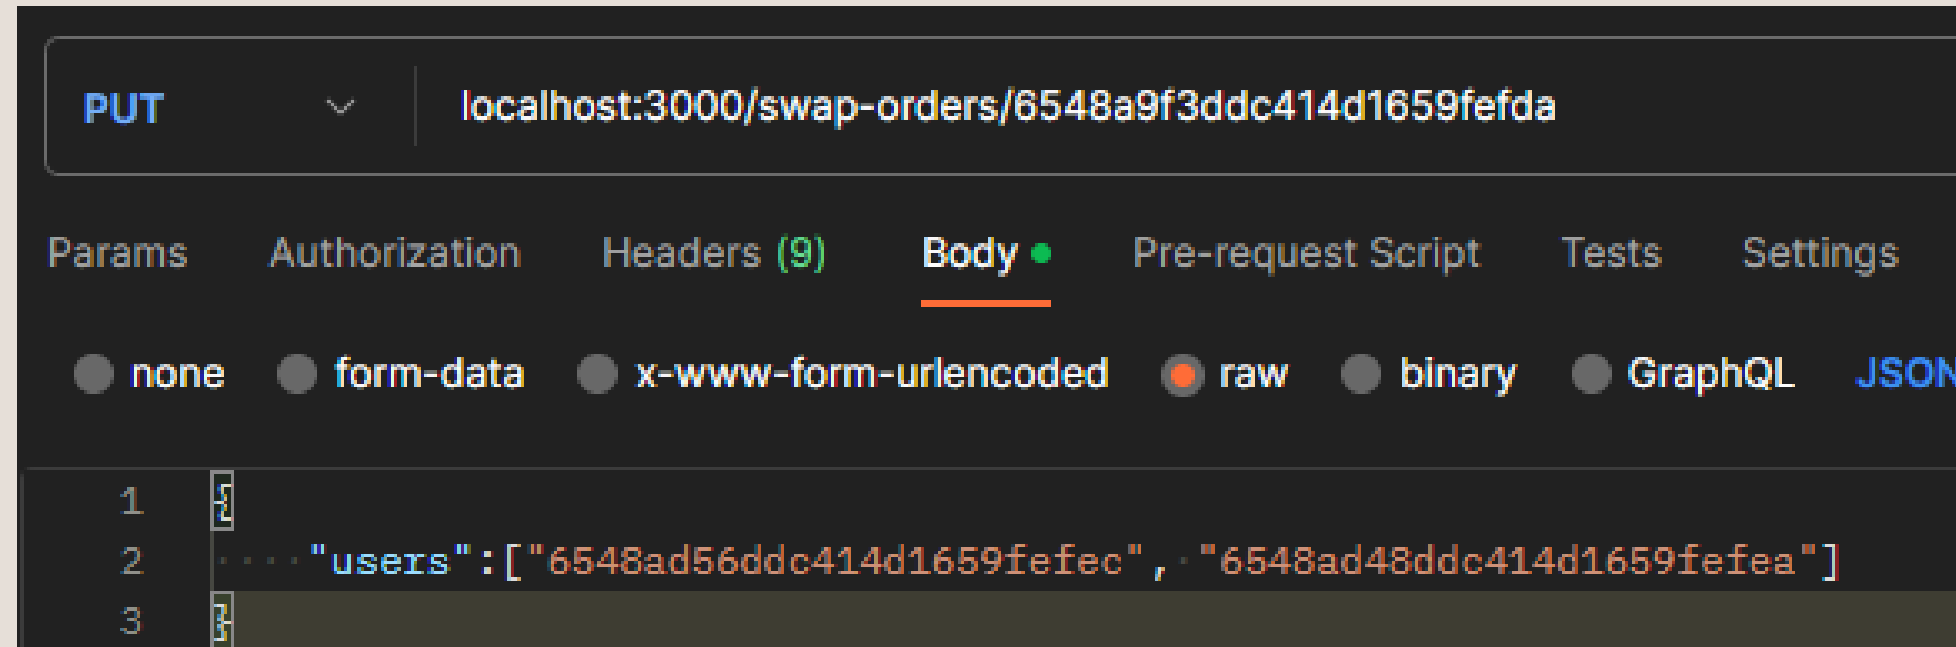 PUT localhost:3000/swap-orders/6548a9f3ddc414d1659fefda
Params Authorization Headers (9) Body Pre-request Script Tests Settings
none form-data x-www-form-urlencoded raw binary GraphQL JSON
1 {
2 "users":["6548ad56ddc414d1659fefec", "6548ad48ddc414d1659fefea"]
3 }